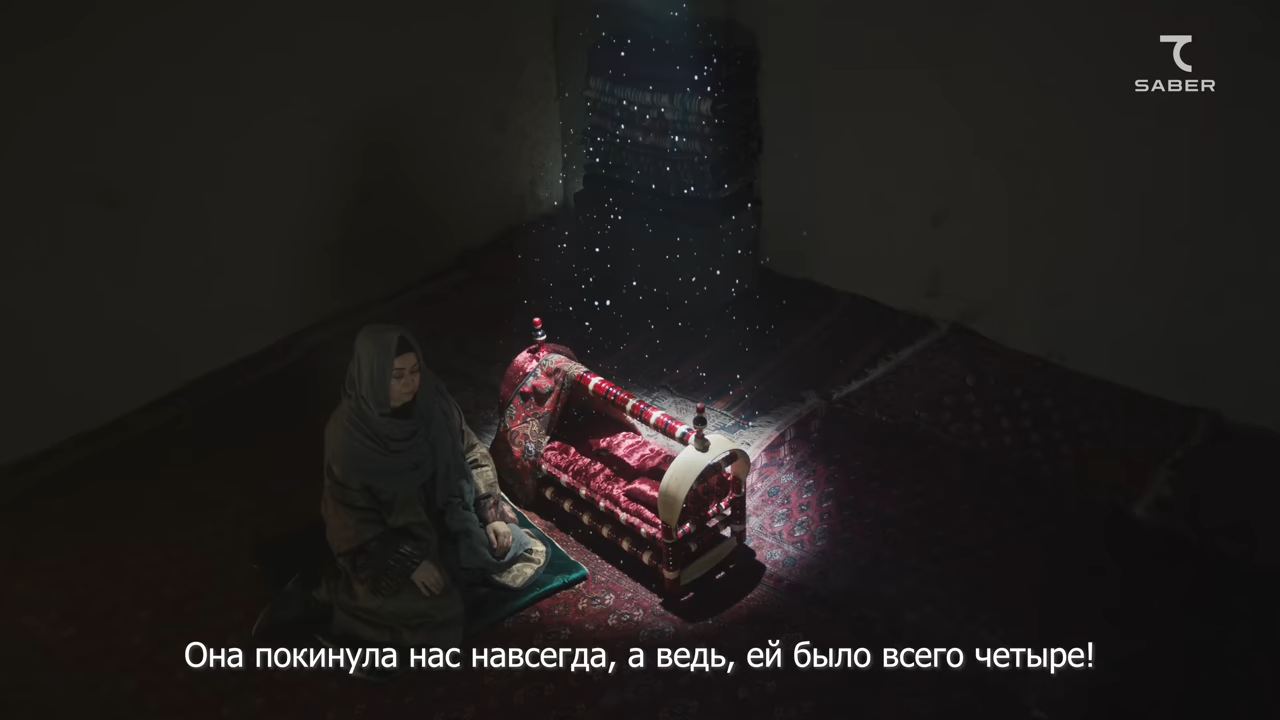 SABER
Она покинула нас навсегда, а ведь, ей было всего четыре!